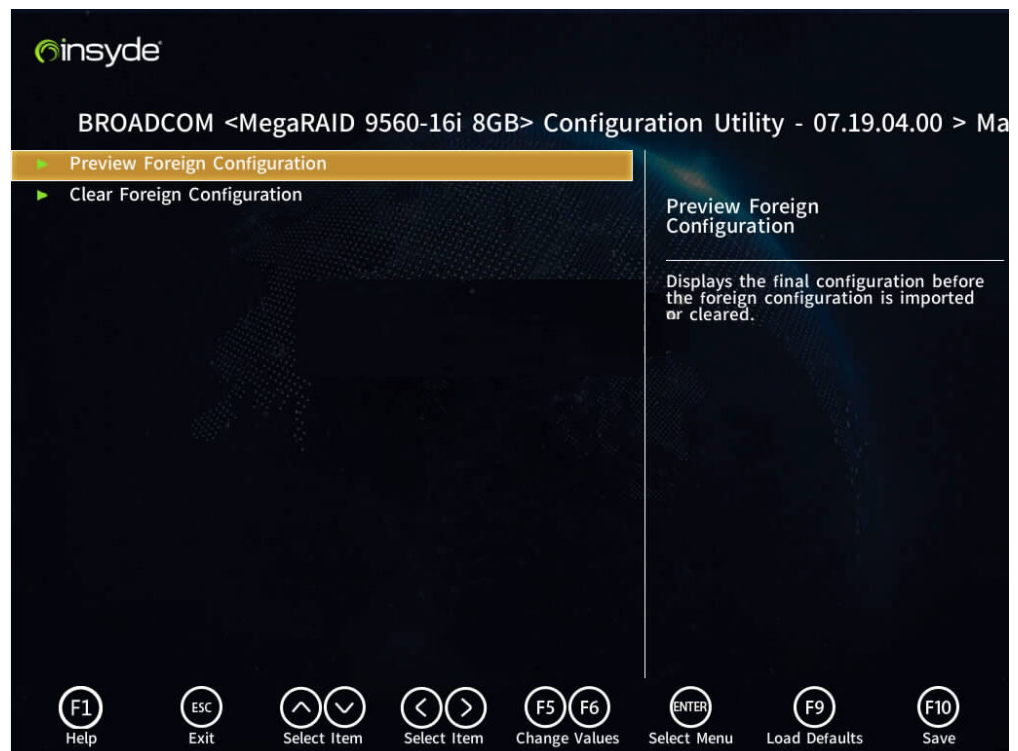 insyde
BROADCOM <MegaRAID 9560-16i 8GB> Configuration Utility - 07.19.04.00 > Ma
Preview Foreign Configuration
Clear Foreign Configuration
Preview Foreign
Configuration
Displays the final configuration before
the foreign configuration is imported
or cleared.
F1 ESC F5 F6 ENTER F9 F10
Help Exit Select Item Select Item Change Values Select Menu Load Defaults Save